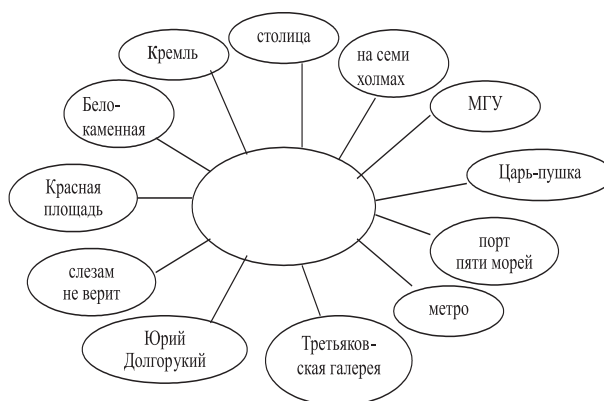 столица
Кремль
на семи
холмах
Бело-
каменная
МГУ
Царь-пушка
Красная
площадь
порт
пяти морей
слезам
не верит
метро
Юрий
Долгорукий
Третьяков-
ская галерея